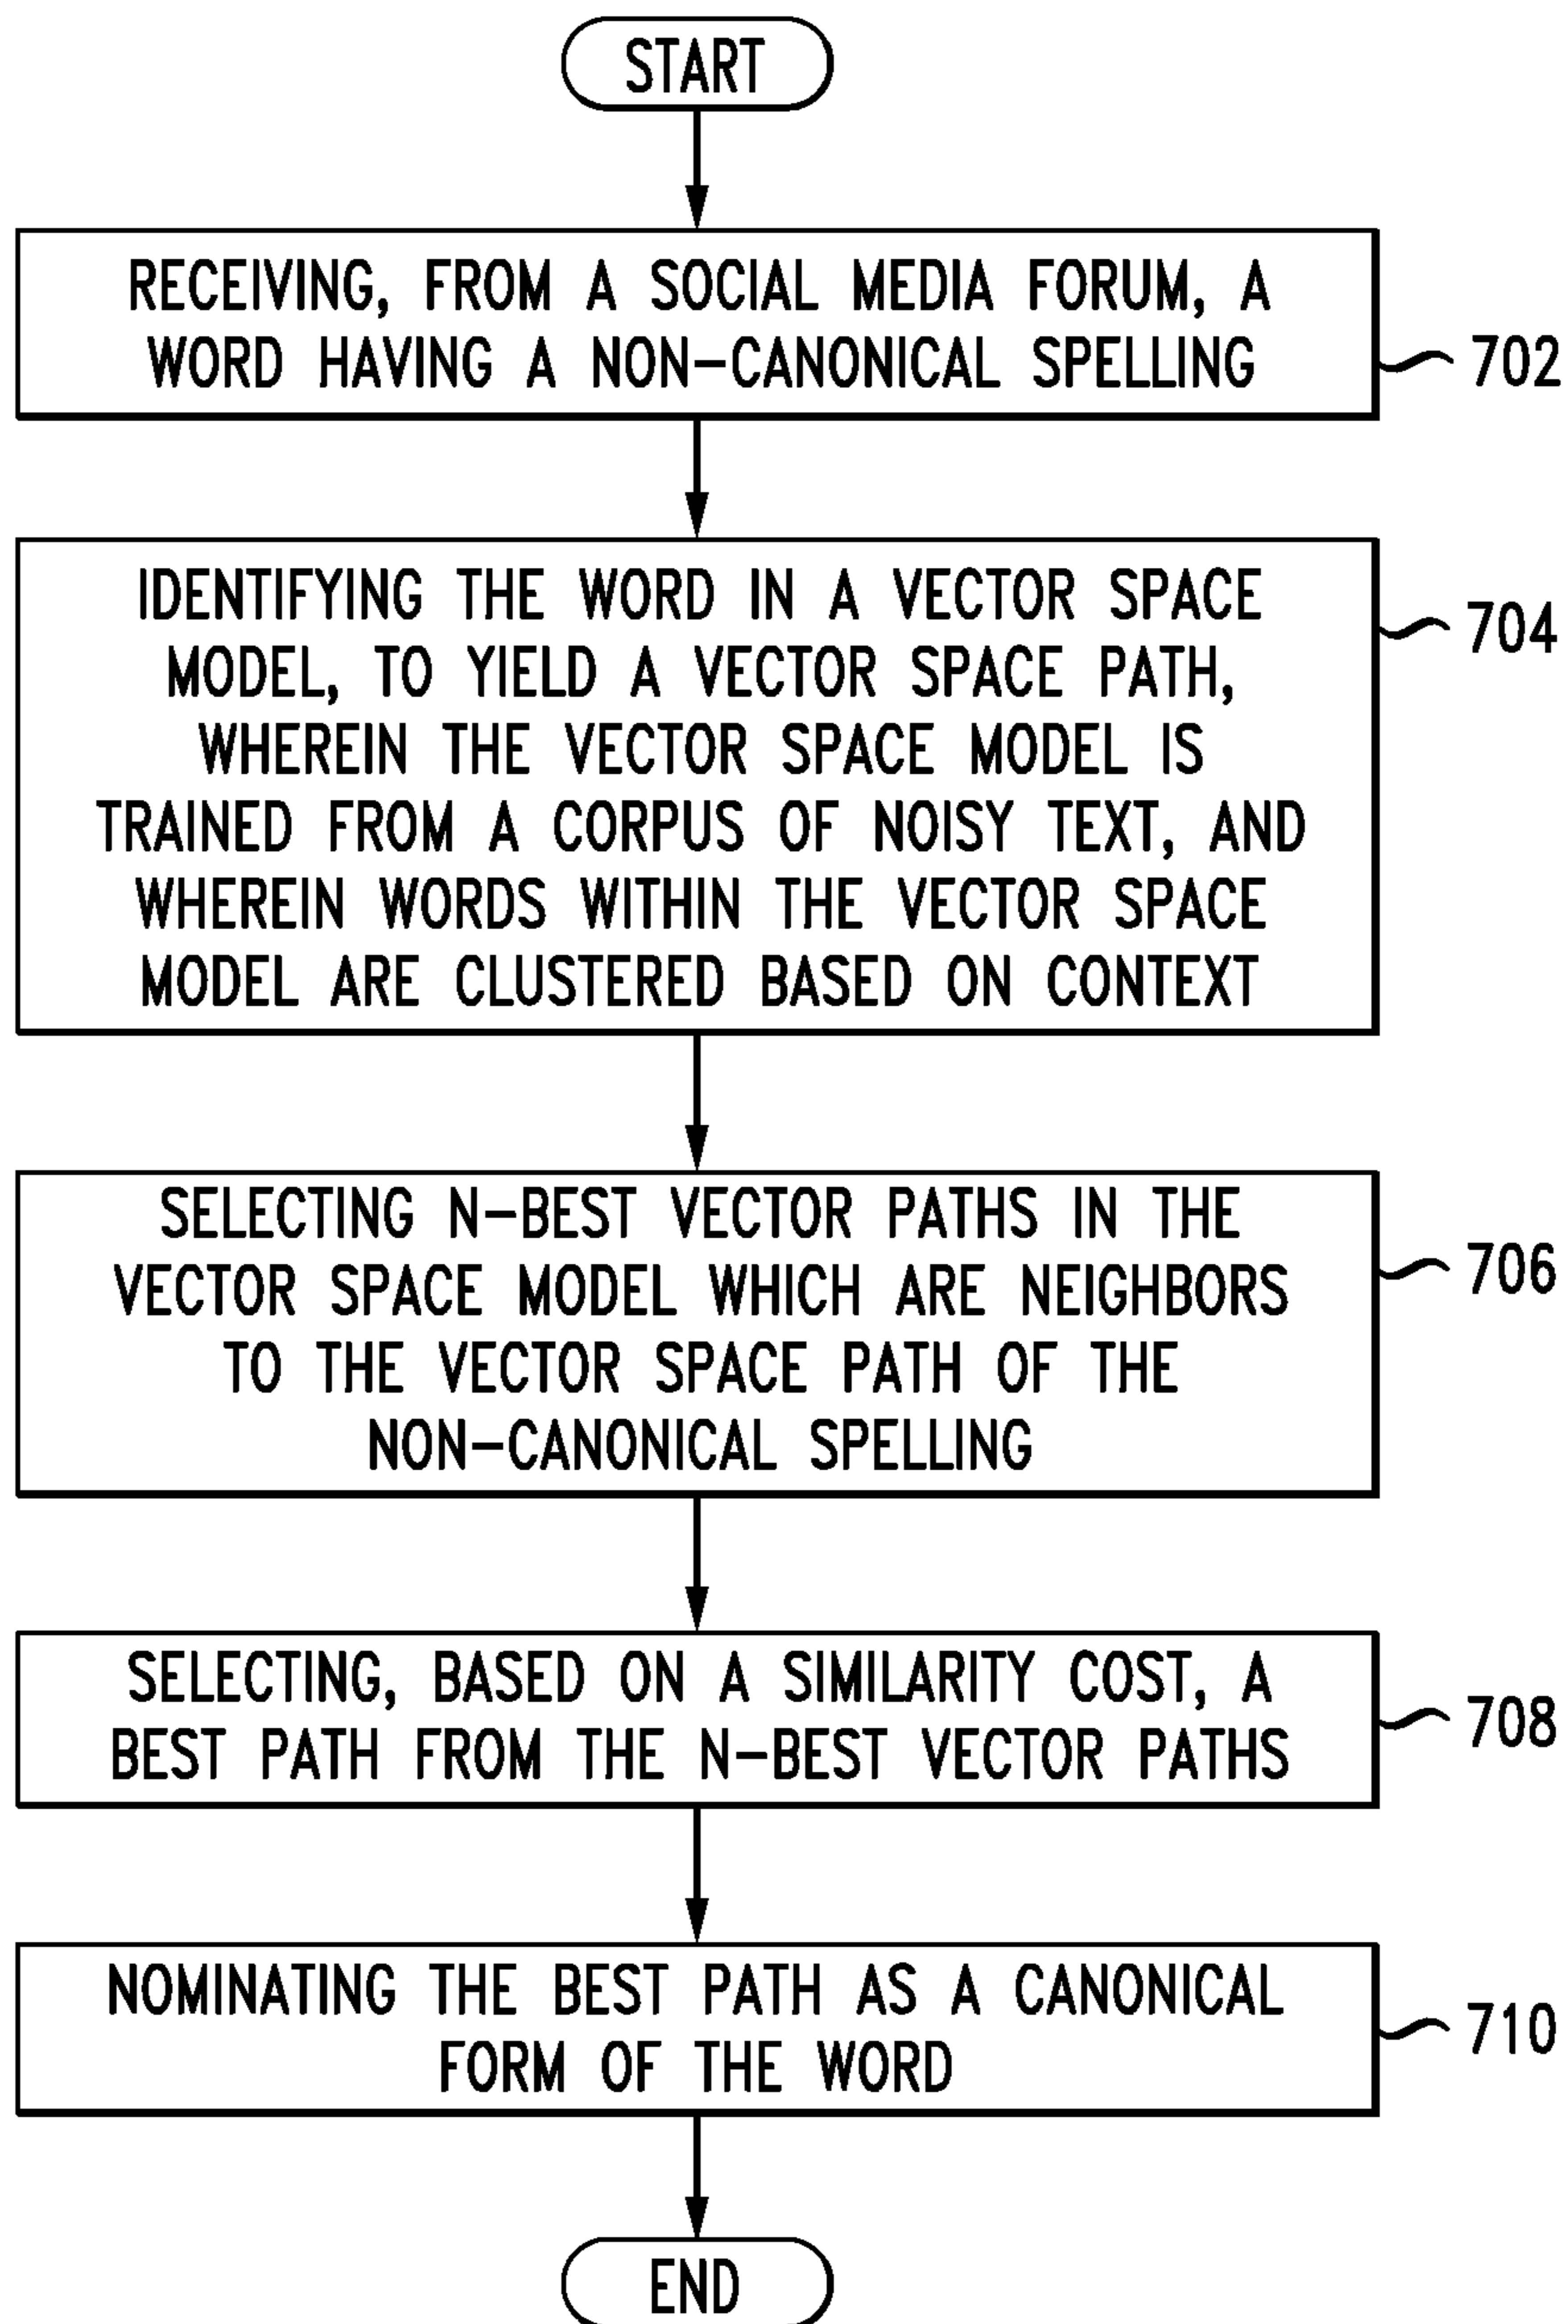 START
RECEIVING, FROM A SOCIAL MEDIA FORUM, A
WORD HAVING A NON-CANONICAL SPELLING
702
IDENTIFYING THE WORD IN A VECTOR SPACE
MODEL, TO YIELD A VECTOR SPACE PATH,
WHEREIN THE VECTOR SPACE MODEL IS
TRAINED FROM A CORPUS OF NOISY TEXT, AND
WHEREIN WORDS WITHIN THE VECTOR SPACE
MODEL ARE CLUSTERED BASED ON CONTEXT
704
SELECTING N-BEST VECTOR PATHS IN THE
VECTOR SPACE MODEL WHICH ARE NEIGHBORS
TO THE VECTOR SPACE PATH OF THE
NON-CANONICAL SPELLING
706
SELECTING, BASED ON A SIMILARITY COST, A
BEST PATH FROM THE N-BEST VECTOR PATHS
708
NOMINATING THE BEST PATH AS A CANONICAL
FORM OF THE WORD
710
END